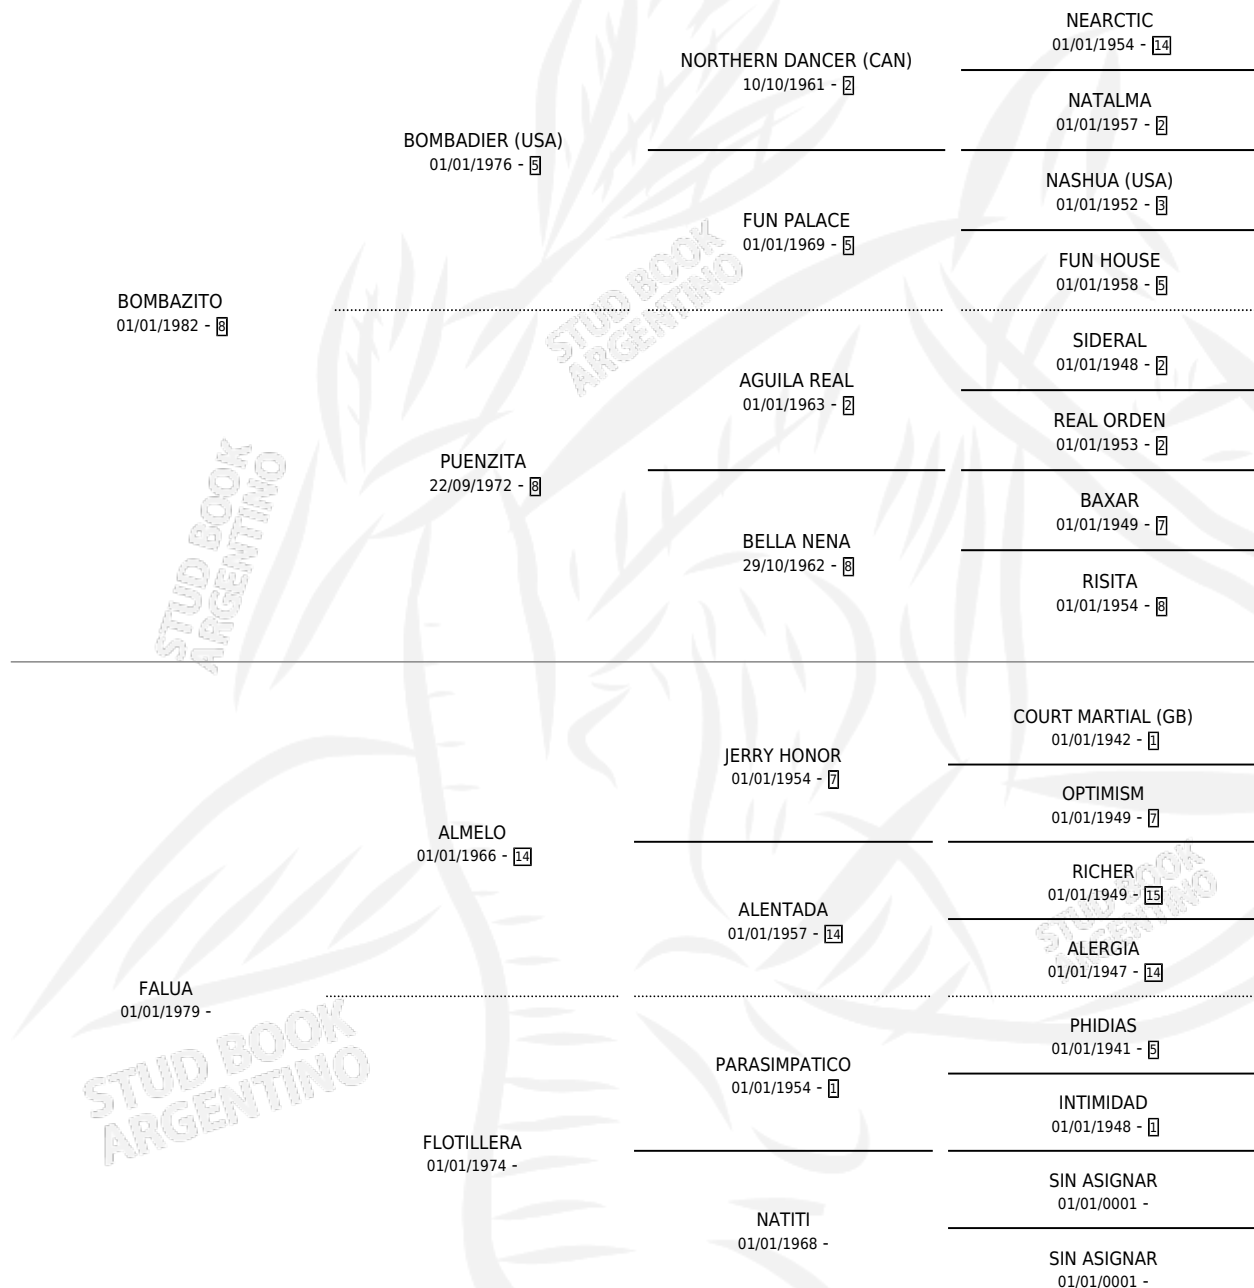 NEARCTIC
01/01/1954 - 14
NORTHERN DANCER (CAN)
10/10/1961 - 2
NATALMA
01/01/1957 - 2
BOMBADIER (USA)
01/01/1976 - 5
NASHUA (USA)
01/01/1952 - 3
FUN PALACE
01/01/1969 - 5
FUN HOUSE
01/01/1958 - 5
BOMBAZITO
01/01/1982 - 8
STUD BOOK
ARGENTINO
SIDERAL
01/01/1948 - 2
AGUILA REAL
01/01/1963 - 2
REAL ORDEN
01/01/1953 - 2
PUENZITA
22/09/1972 - 8
BAXAR
01/01/1949 - 7
BELLA NENA
29/10/1962 - 8
RISITA
01/01/1954 - 8
STUD BOOK
ARGENTINO
COURT MARTIAL (GB)
01/01/1942 - 1
JERRY HONOR
01/01/1954 - 7
OPTIMISM
01/01/1949 - 7
ALMELO
01/01/1966 - 14
RICHER
01/01/1949 - 15
ALENTADA
01/01/1957 - 14
ALERGIA
01/01/1947 - 14
STUD BOOK
ARGENTINO
FALUA
01/01/1979 -
PHIDIAS
01/01/1941 - 5
PARASIMPATICO
01/01/1954 - 1
INTIMIDAD
01/01/1948 - 1
STUD BOOK
ARGENTINO
FLOTILLERA
01/01/1974 -
SIN ASIGNAR
01/01/0001 -
NATITI
01/01/1968 -
SIN ASIGNAR
01/01/0001 -